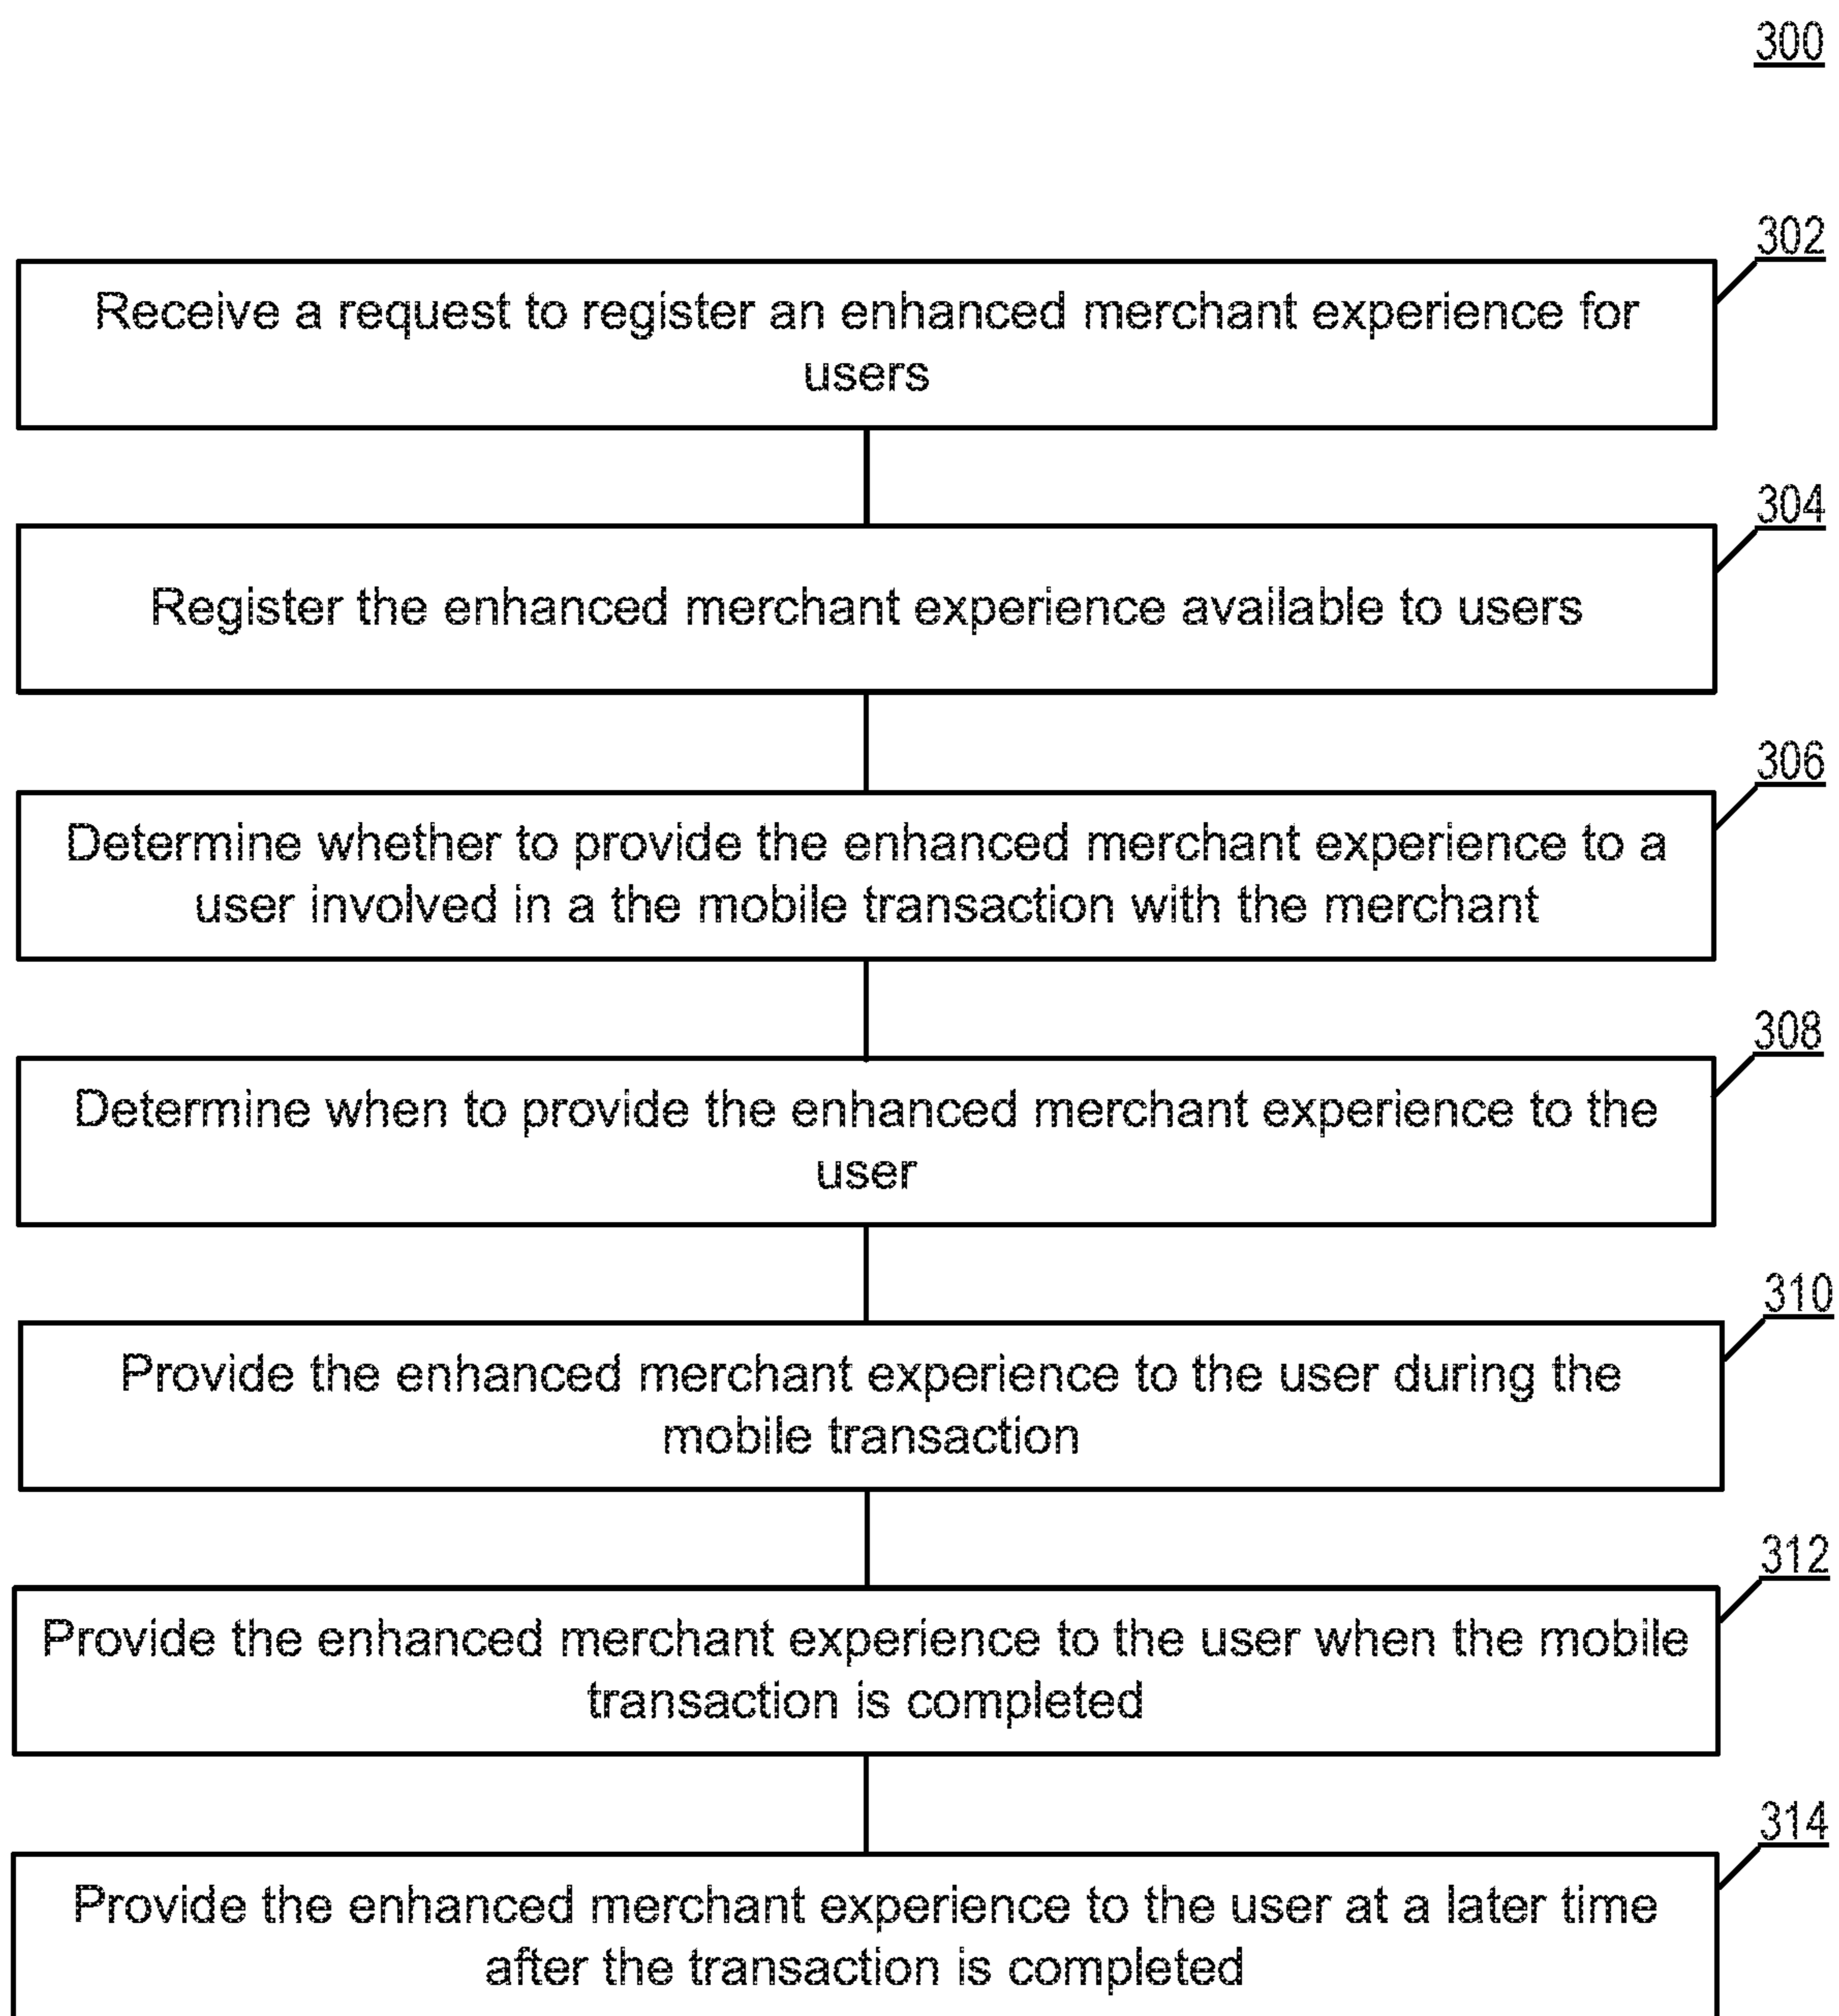 300
302
Receive a request to register an enhanced merchant experience for
users
304
Register the enhanced merchant experience available to users
306
Determine whether to provide the enhanced merchant experience to a
user involved in a the mobile transaction with the merchant
308
Determine when to provide the enhanced merchant experience to the
user
310
Provide the enhanced merchant experience to the user during the
mobile transaction
312
Provide the enhanced merchant experience to the user when the mobile
transaction is completed
314
Provide the enhanced merchant experience to the user at a later time
after the transaction is completed